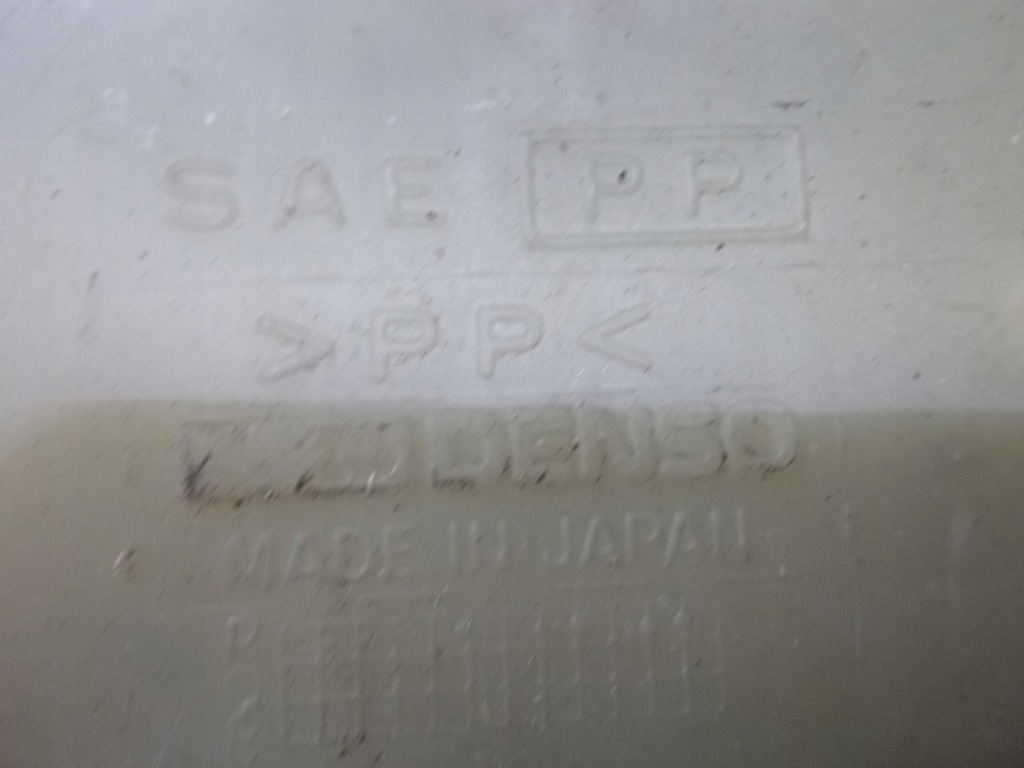 SAE PP
>PP<
DENSO
MADE IN JAPAN